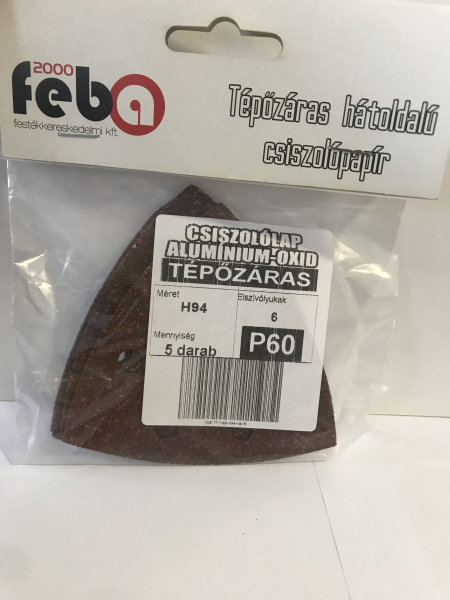 2000
feba
festékkereskedelmi kft.
Tépőzáras hátoldalú
csiszolópapír
CSISZOLÓLAP
ALUMÍNIUM-OXID
TÉPŐZÁRAS
Méret
H94
Elszívólyukak
6
Mennyiség
5 darab
P60